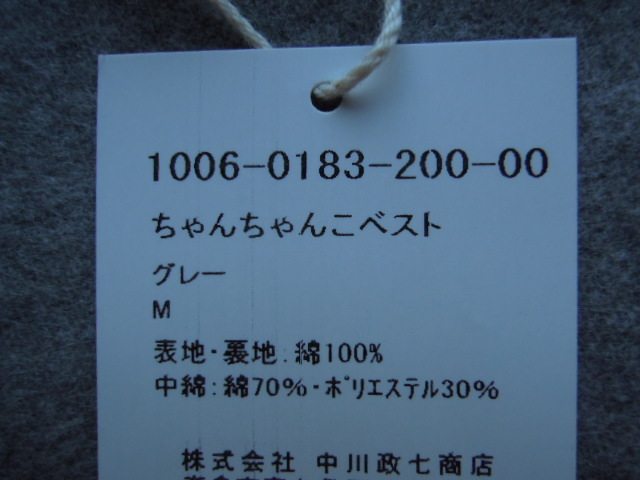 1006-0183-200-00
ちゃんちゃんこベスト
グレー
M
表地・裏地:綿100%
中綿:綿70%・ﾎﾟﾘｴｽﾃﾙ30%
株式会社 中川政七商店